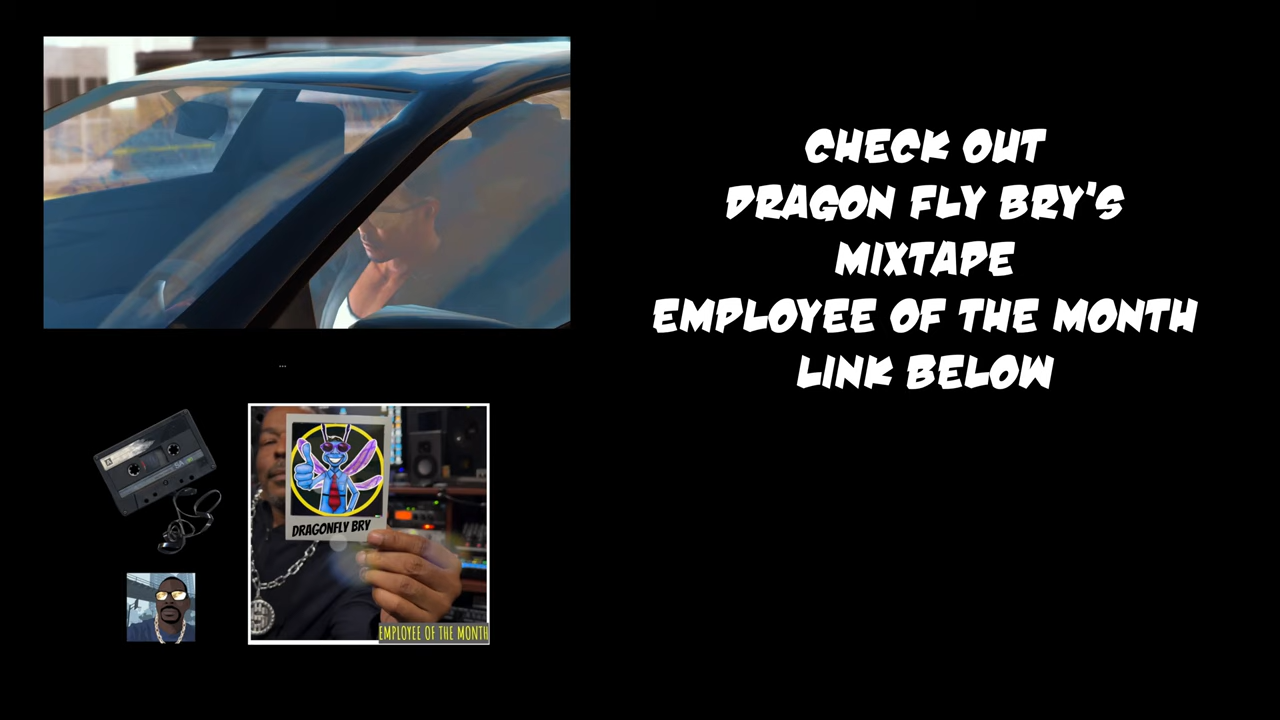 CHECK OUT
DRAGON FLY BRY'S
MIXTAPE
EMPLOYEE OF THE MONTH
LINK BELOW
...
DRAGONFLY BRY
EMPLOYEE OF THE MONTH